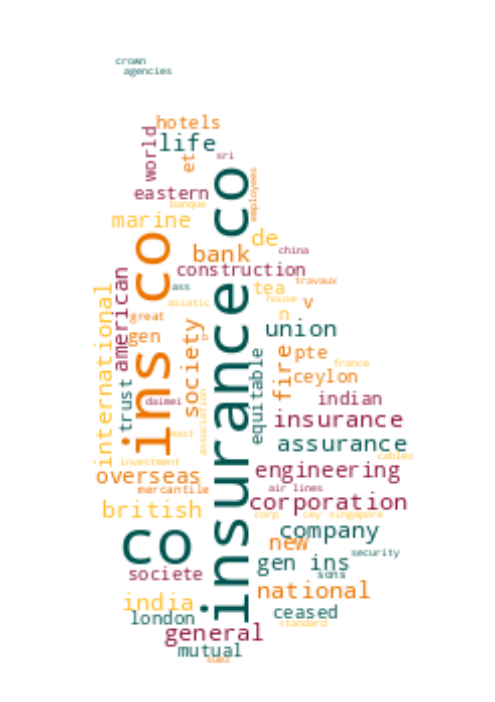 crown
agencies
hotels
world
life
et
sri
eastern
employees
banque
marine
insurance co
ins co
de
bank
china
construction
american
international
ass
tea
travaux
asiatic
house
v
great
n
society
union
gen
equitable
fire
pte
france
ceylon
trust
association
daimei
indian
insurance
east
assurance
cables
investment
engineering
overseas
mercantile
air lines
corporation
british
corp
cey
singapore
company
co
new
security
gen ins
societe
sons
national
india
ceased
london
standard
general
mutual
suez